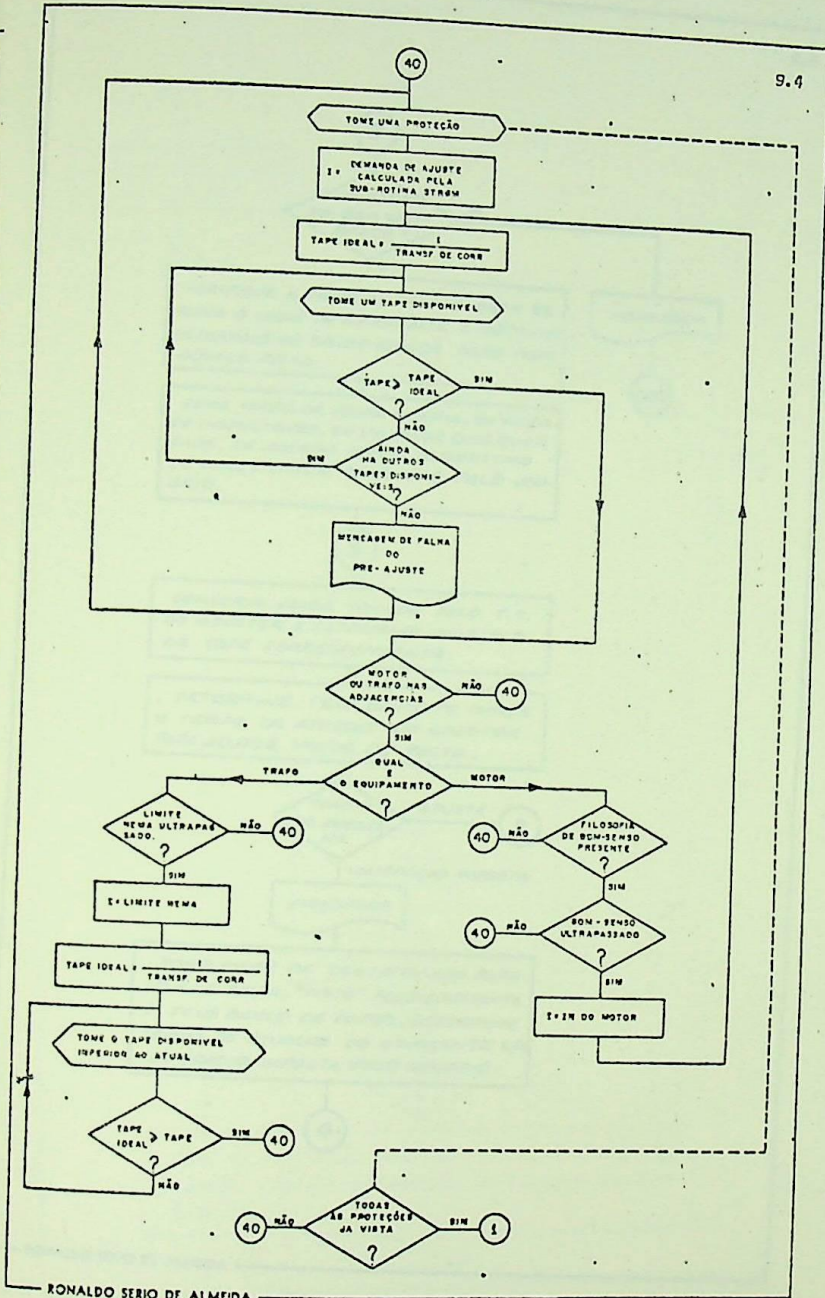 9.4
40
TOME UMA PROTEÇÃO
I = DEMANDA DE AJUSTE
CALCULADA PELA
SUB-ROTINA STRGM
TAPE IDEAL = I
TRANSF. DE CORR
TOME UM TAPE DISPONIVEL
TAPE ⩾ TAPE
IDEAL
?
SIM
NÃO
AINDA
HA OUTROS
TAPES DISPONI-
VEIS
?
SIM
NÃO
MENSAGEM DE FALHA
DO
PRE-AJUSTE
MOTOR
OU TRAFO NAS
ADJACENCIAS
?
NÃO
40
SIM
QUAL
E
O EQUIPAMENTO
?
TRAFO
MOTOR
LIMITE
NEMA ULTRAPAS
SADO.
?
NÃO
40
SIM
I = LIMITE NEMA
TAPE IDEAL = I
TRANSF. DE CORR
TOME O TAPE DISPONIVEL
INFERIOR AO ATUAL
TAPE
IDEAL ⩾ TAPE
?
SIM
40
NÃO
FILOSOFIA
DE BOM-SENSO
PRESENTE
?
NÃO
40
SIM
BOM-SENSO
ULTRAPASSADO
?
NÃO
40
SIM
I = IN DO MOTOR
TODAS
AS PROTEÇÕES
JA VISTA
?
NÃO
40
SIM
1
RONALDO SERIO DE ALMEIDA